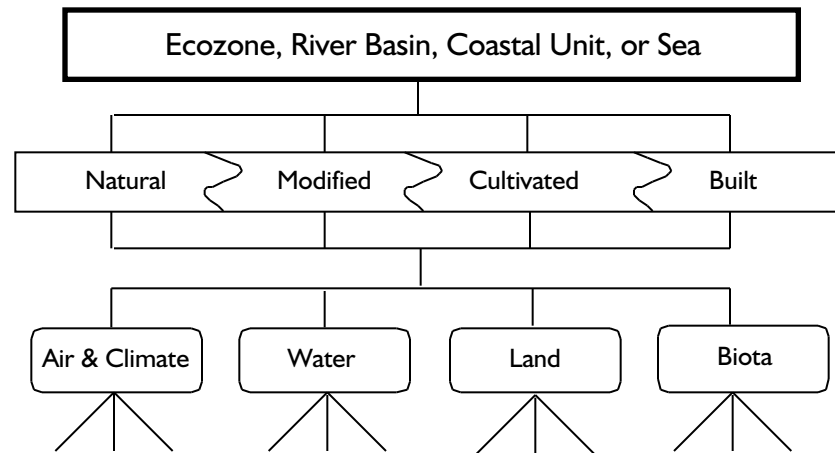 Ecozone, River Basin, Coastal Unit, or Sea
Natural Modified Cultivated Built
Air & Climate Water Land Biota